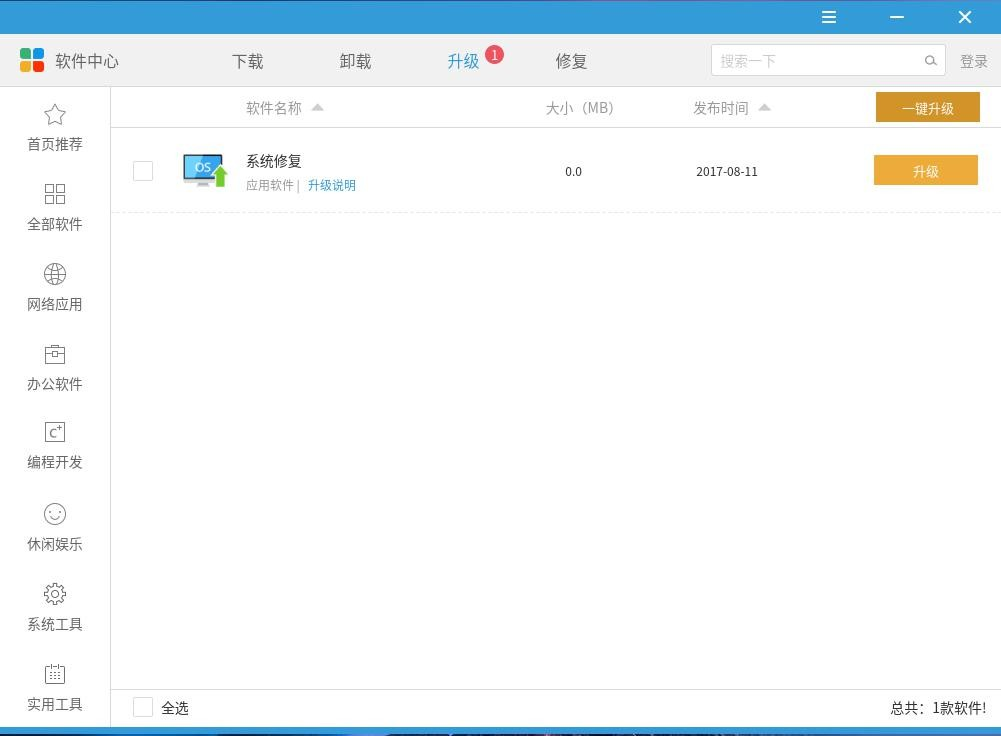 软件中心
下载
卸载
升级
1
修复
搜索一下
登录
首页推荐
全部软件
网络应用
办公软件
C+
编程开发
休闲娱乐
系统工具
实用工具
软件名称
大小（MB）
发布时间
一键升级
OS
系统修复
应用软件| 升级说明
0.0
2017-08-11
升级
全选
总共：1款软件!